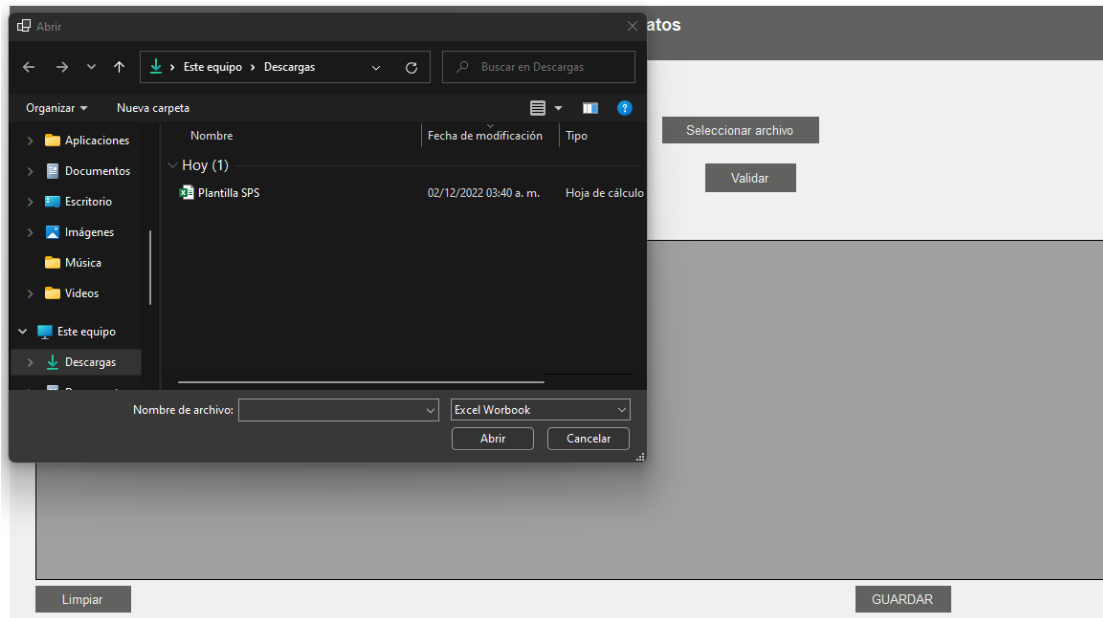 Abrir
atos
Este equipo > Descargas
Buscar en Descargas
Organizar
Nueva carpeta
Nombre
Fecha de modificación
Tipo
Aplicaciones
Documentos
Escritorio
Imágenes
Música
Videos
Este equipo
Descargas
Hoy (1)
Plantilla SPS
02/12/2022 03:40 a. m.
Hoja de cálculo
Nombre de archivo:
Excel Worbook
Abrir
Cancelar
Seleccionar archivo
Validar
Limpiar
GUARDAR